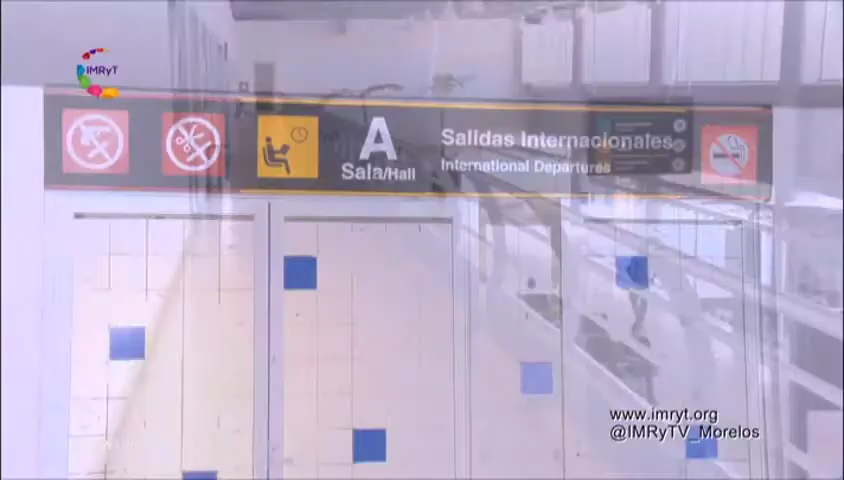 iMRyT
A
Sala/Hall
Salidas Internacionales
International Departures
www.imryt.org
@IMRyTV_Morelos